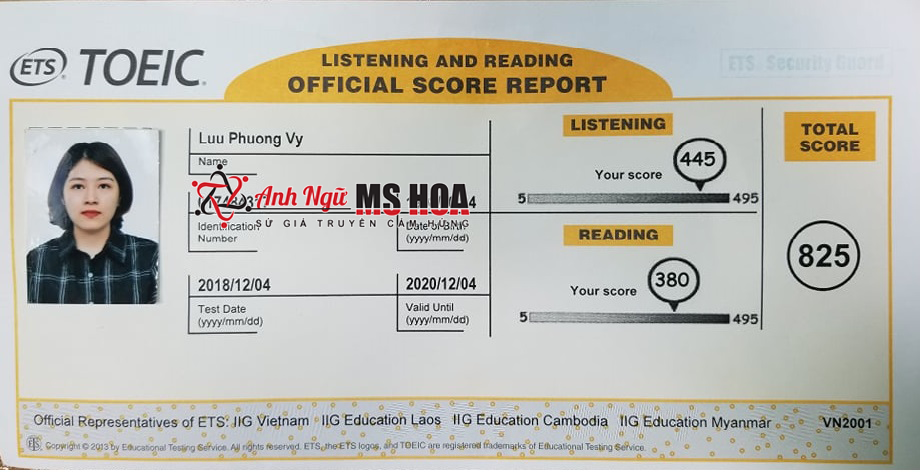 ETS® TOEIC®
LISTENING AND READING
OFFICIAL SCORE REPORT
ETS - Security Guard
Luu Phuong Vy
Name
Anh Ngữ MS HOA
SỨ GIẢ TRUYỀN CẢM HỨNG
Identification
Number
Date of Birth
(yyyy/mm/dd)
2018/12/04
Test Date
(yyyy/mm/dd)
2020/12/04
Valid Until
(yyyy/mm/dd)
LISTENING
Your score
445
5
495
READING
Your score
380
5
495
TOTAL
SCORE
825
Official Representatives of ETS: IIG Vietnam IIG Education Laos IIG Education Cambodia IIG Education Myanmar VN2001
ETS Copyright © 2013 by Educational Testing Service. All rights reserved. ETS, the ETS logos, and TOEIC are registered trademarks of Educational Testing Service.